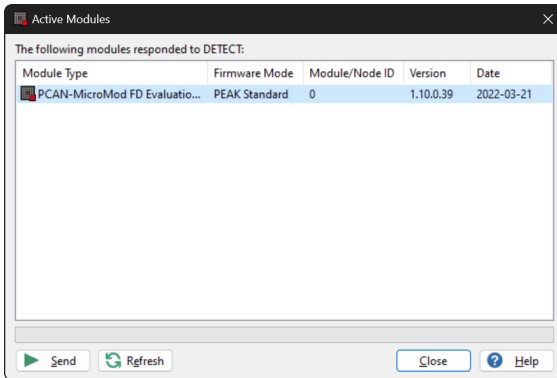 Active Modules
The following modules responded to DETECT:
Module Type Firmware Mode Module/Node ID Version Date
PCAN-MicroMod FD Evaluatio... PEAK Standard 0 1.10.0.39 2022-03-21
Send Refresh Close Help